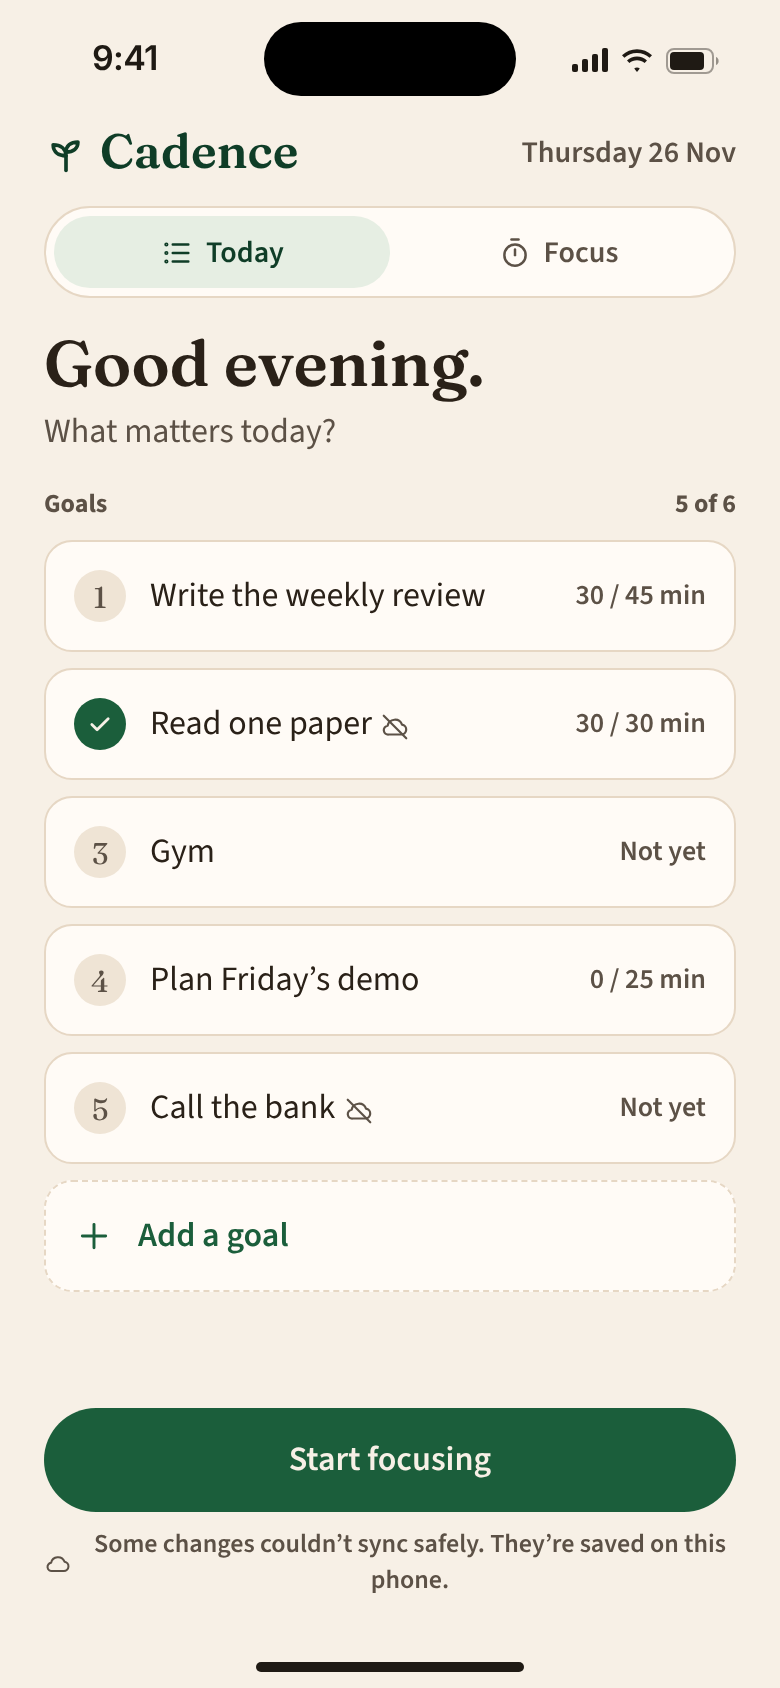 9:41
Cadence
Thursday 26 Nov
Today
Focus
Good evening.
What matters today?
Goals
5 of 6
1
Write the weekly review
30 / 45 min
Read one paper
30 / 30 min
3
Gym
Not yet
4
Plan Friday’s demo
0 / 25 min
5
Call the bank
Not yet
Add a goal
Start focusing
Some changes couldn’t sync safely. They’re saved on this
phone.